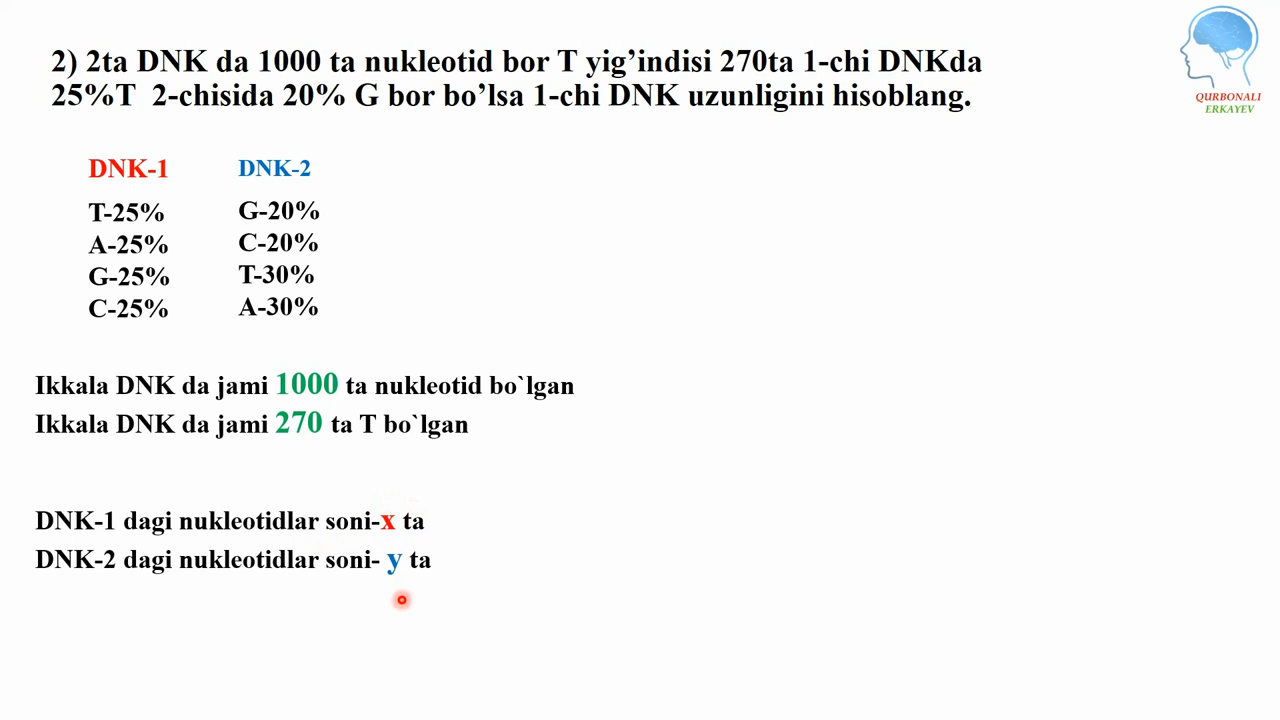 2) 2ta DNK da 1000 ta nukleotid bor T yig’indisi 270ta 1-chi DNKda
25%T 2-chisida 20% G bor bo’lsa 1-chi DNK uzunligini hisoblang.
QURBONALI
ERKAYEV
DNK-1 DNK-2
T-25% G-20%
A-25% C-20%
G-25% T-30%
C-25% A-30%
Ikkala DNK da jami 1000 ta nukleotid bo`lgan
Ikkala DNK da jami 270 ta T bo`lgan
DNK-1 dagi nukleotidlar soni-x ta
DNK-2 dagi nukleotidlar soni- y ta